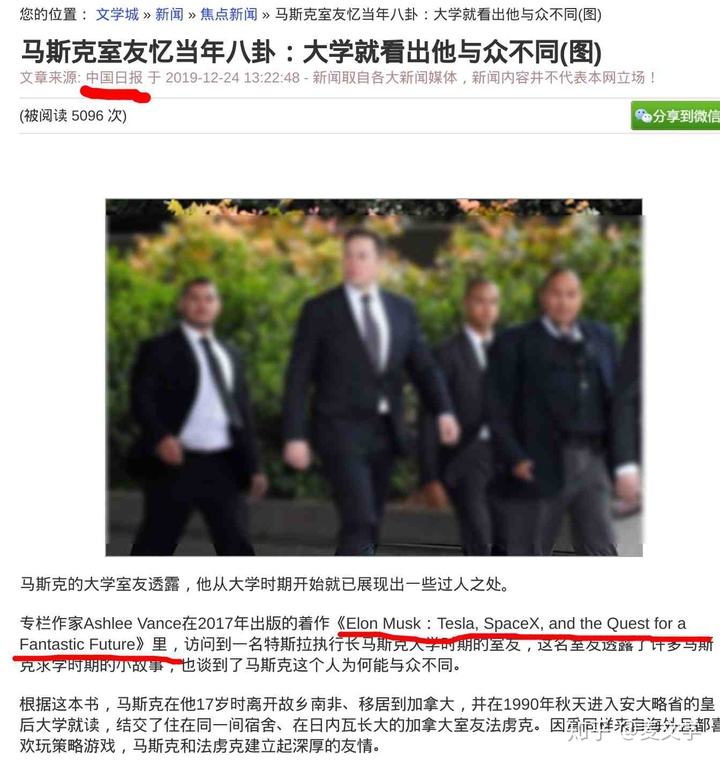 您的位置： 文学城 » 新闻 » 焦点新闻 » 马斯克室友忆当年八卦：大学就看出他与众不同(图)
马斯克室友忆当年八卦：大学就看出他与众不同(图)
文章来源: 中国日报 于 2019-12-24 13:22:48 - 新闻取自各大新闻媒体，新闻内容并不代表本网立场！
(被阅读 5096 次)
分享到微信
马斯克的大学室友透露，他从大学时期开始就已展现出一些过人之处。
专栏作家Ashlee Vance在2017年出版的着作《Elon Musk：Tesla, SpaceX, and the Quest for a
Fantastic Future》里，访问到一名特斯拉执行长马斯克大学时期的室友，这名室友透露了许多马斯
克求学时期的小故事，也谈到了马斯克这个人为何能与众不同。
根据这本书，马斯克在他17岁时离开故乡南非、移居到加拿大，并在1990年秋天进入安大略省的皇
后大学就读，结交了住在同一间宿舍、在日内瓦长大的加拿大室友法虏克。因
都喜
欢玩策略游戏，马斯克和法虏克建立起深厚的友情。
知乎 @麦文学